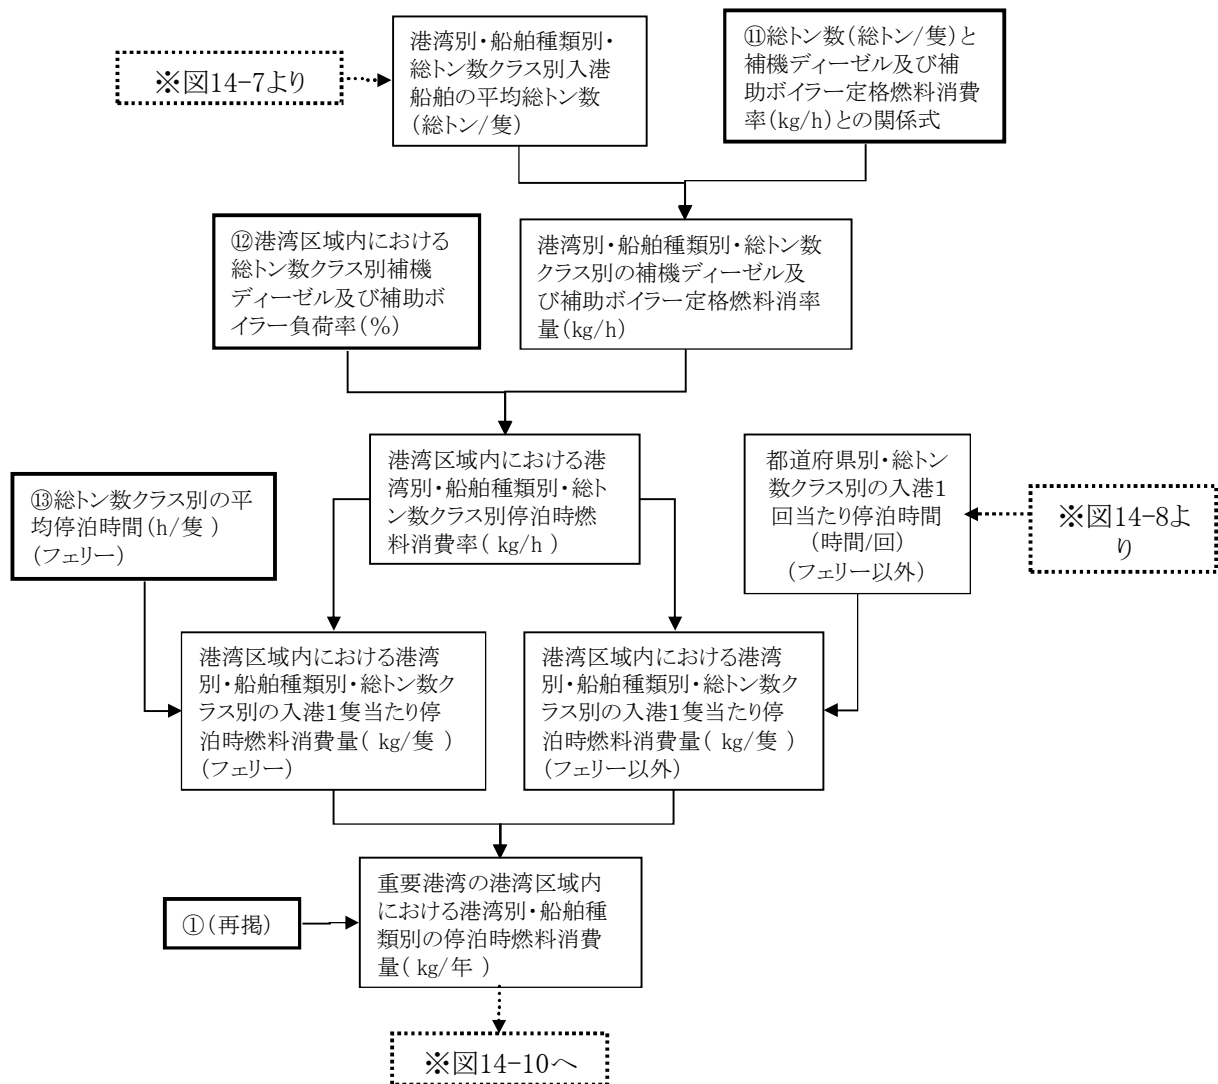 港湾別・船舶種類別・
総トン数クラス別入港
船舶の平均総トン数
(総トン/隻)
⑪総トン数(総トン/隻)と
補機ディーゼル及び補
助ボイラー定格燃料消費
率(kg/h)との関係式
※図14-7より
⑫港湾区域内における
総トン数クラス別補機
ディーゼル及び補助ボ
イラー負荷率(%)
港湾別・船舶種類別・総トン数
クラス別の補機ディーゼル及
び補助ボイラー定格燃料消率
量(kg/h)
港湾区域内における港
湾別・船舶種類別・総ト
ン数クラス別停泊時燃
料消費率( kg/h )
都道府県別・総トン
数クラス別の入港1
回当たり停泊時間
(時間/回)
(フェリー以外)
⑬総トン数クラス別の平
均停泊時間(h/隻 )
(フェリー)
※図14-8よ
り
港湾区域内における港湾
別・船舶種類別・総トン数ク
ラス別の入港1隻当たり停
泊時燃料消費量( kg/隻 )
(フェリー)
港湾区域内における港湾
別・船舶種類別・総トン数ク
ラス別の入港1隻当たり停
泊時燃料消費量( kg/隻 )
(フェリー以外)
重要港湾の港湾区域内
における港湾別・船舶種
類別の停泊時燃料消費
量( kg/年 )
①(再掲)
※図14-10へ